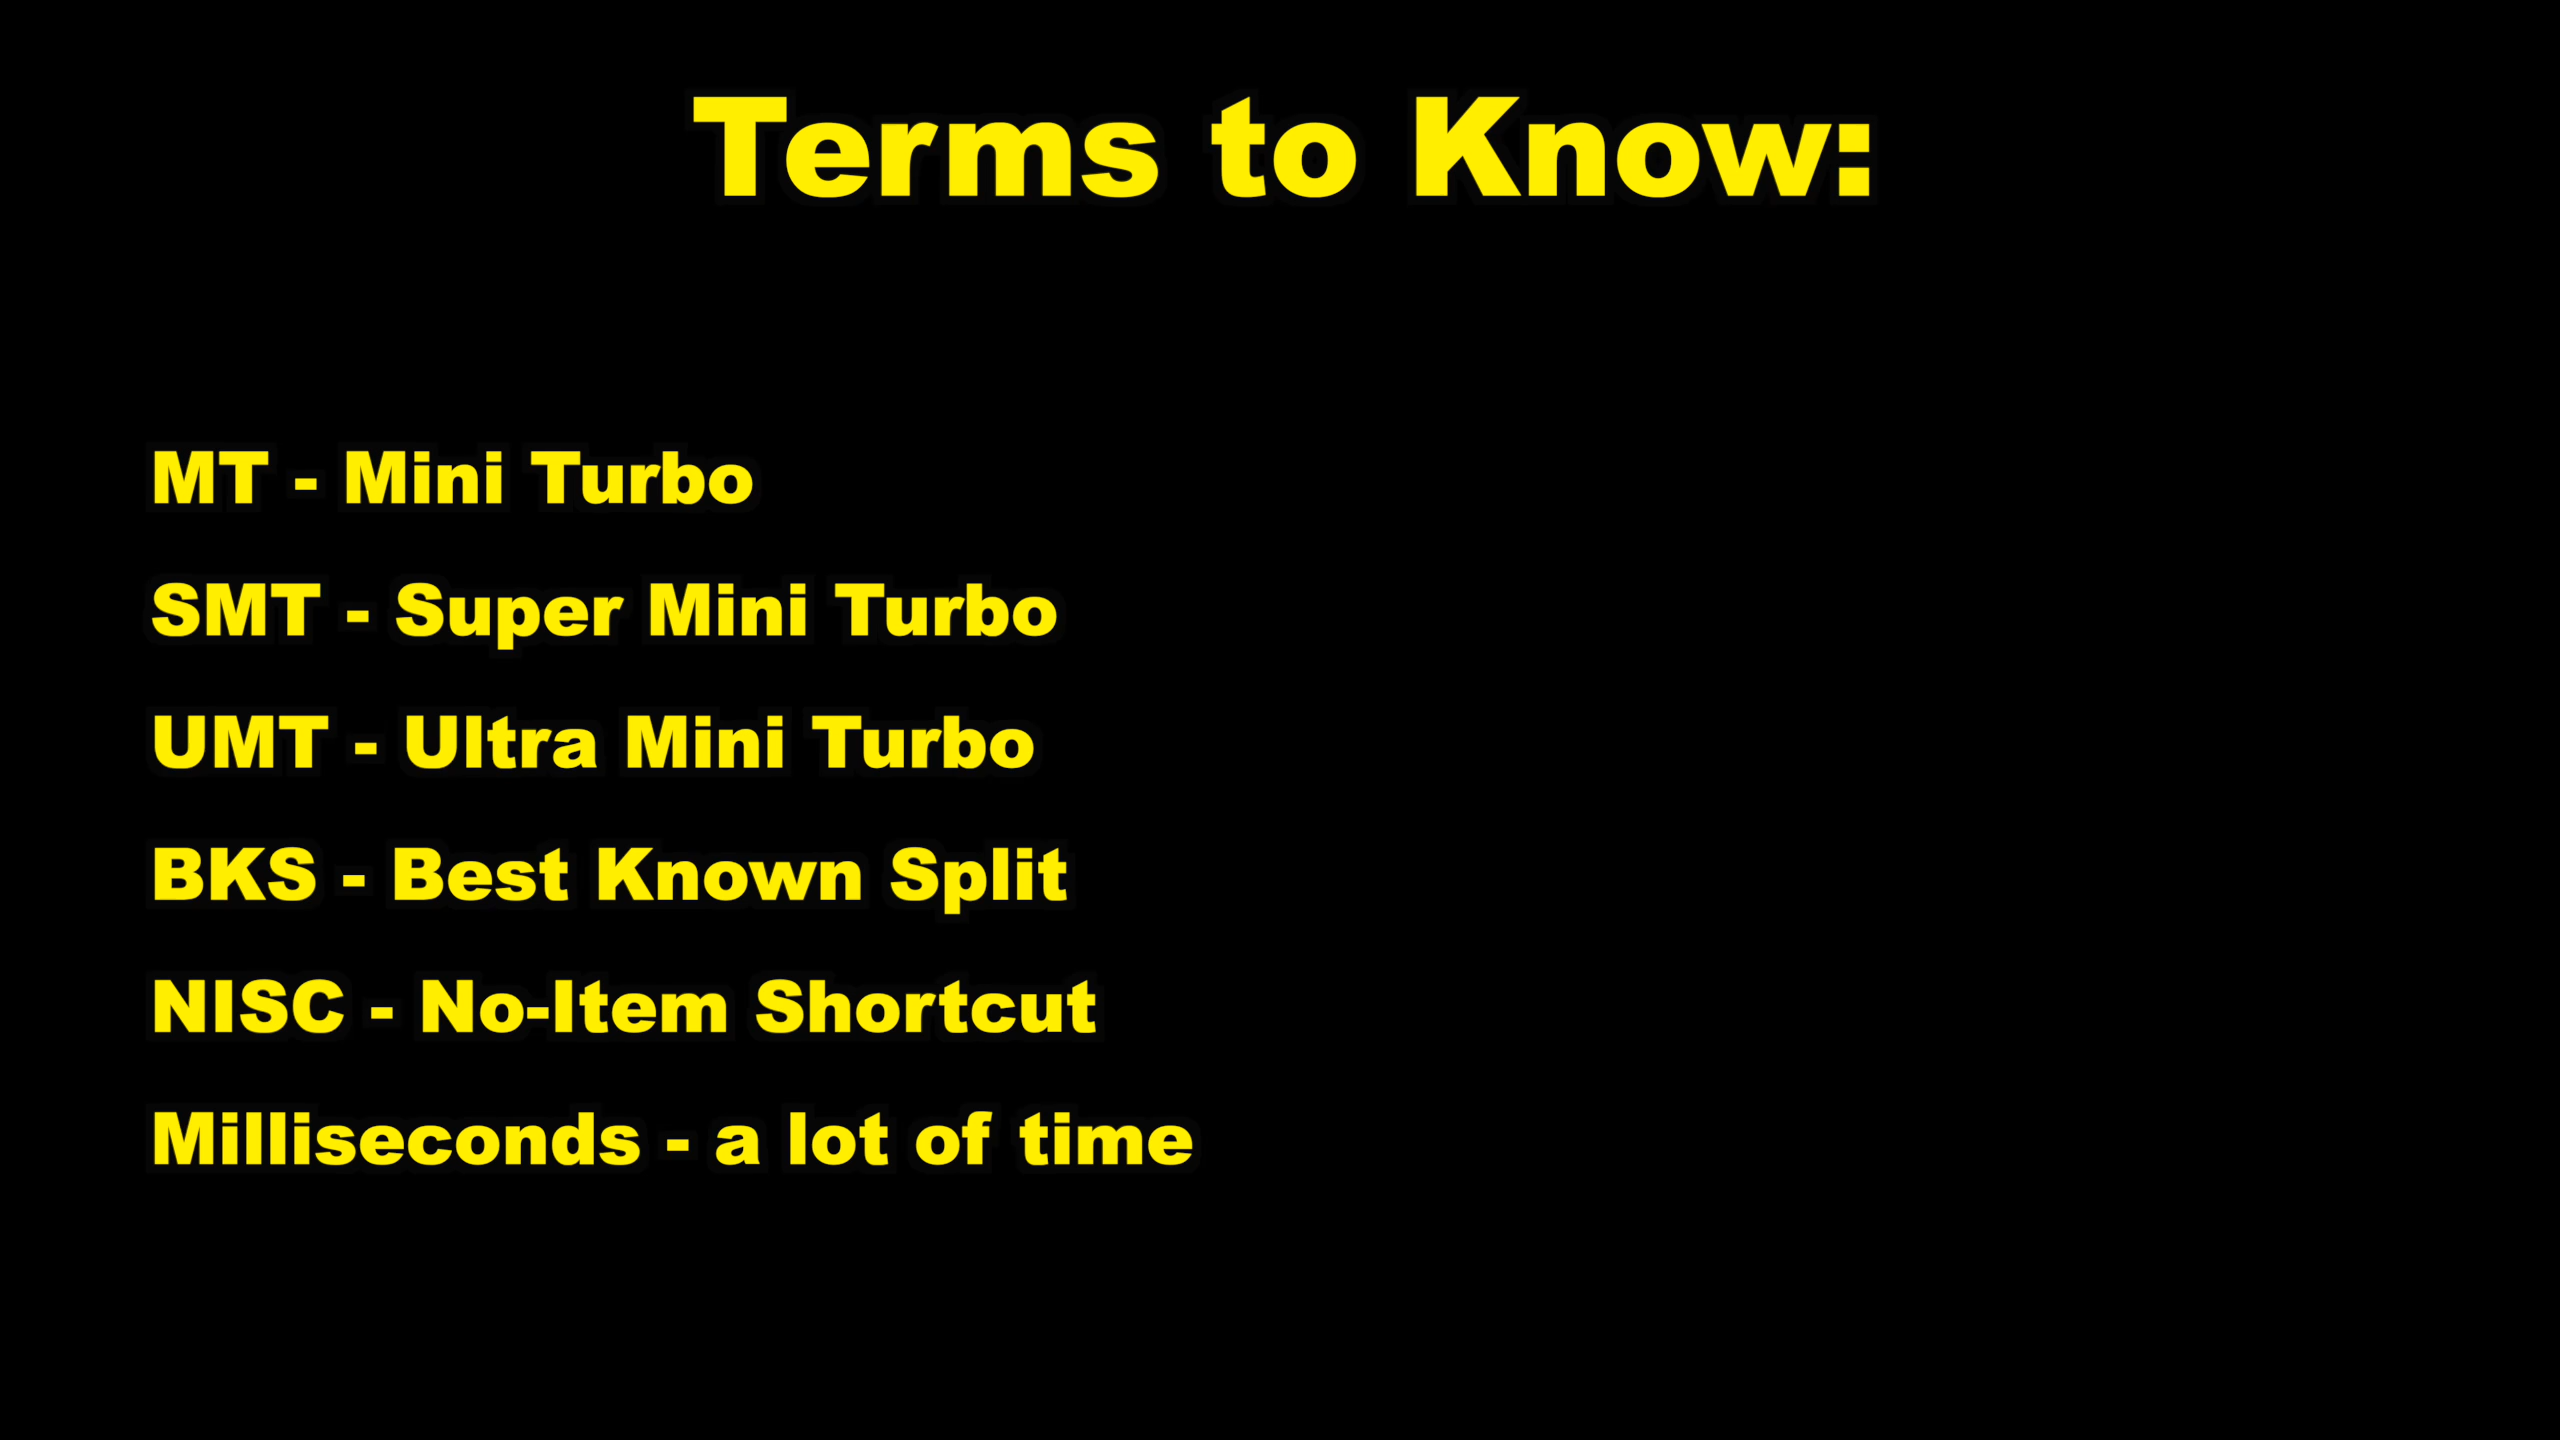 Terms to Know:
MT - Mini Turbo
SMT - Super Mini Turbo
UMT - Ultra Mini Turbo
BKS - Best Known Split
NISC - No-Item Shortcut
Milliseconds - a lot of time